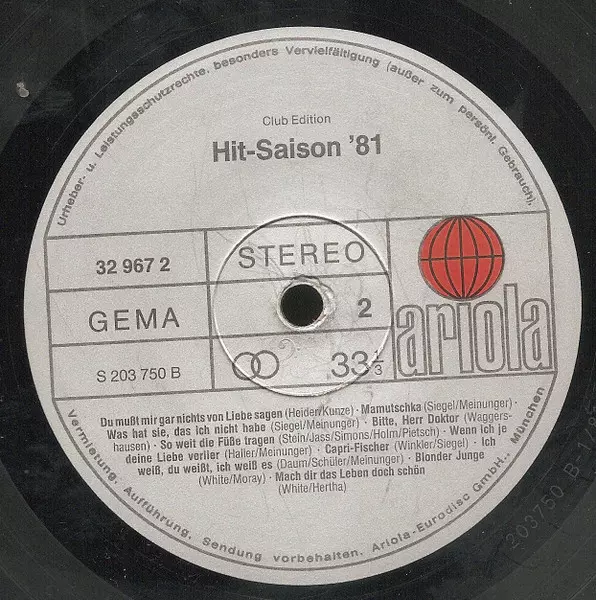 Urheber- u. Leistungsschutzrechte, besonders Vervielfältigung (außer zum persönl. Gebrauch),
Club Edition
Hit-Saison '81
32 967 2
STEREO
GEMA
2
ariola
S 203 750 B
33 1/3
Du mußt mir gar nichts von Liebe sagen (Heider/Kunze) · Mamutschka (Siegel/Meinunger) ·
Was hat sie, das ich nicht habe (Siegel/Meinunger) · Bitte, Herr Doktor (Waggers-
hausen) · So weit die Füße tragen (Stein/Jass/Simons/Holm/Pietsch) · Wenn ich je
deine Liebe verlier (Haller/Meinunger) · Capri-Fischer (Winkler/Siegel) · Ich
weiß, du weißt, ich weiß es (Daum/Schüler/Meinunger) · Blonder Junge
(White/Moray) · Mach dir das Leben doch schön
(White/Hertha)
Vermietung, Aufführung, Sendung vorbehalten. Ariola-Eurodisc GmbH., München
203750 B